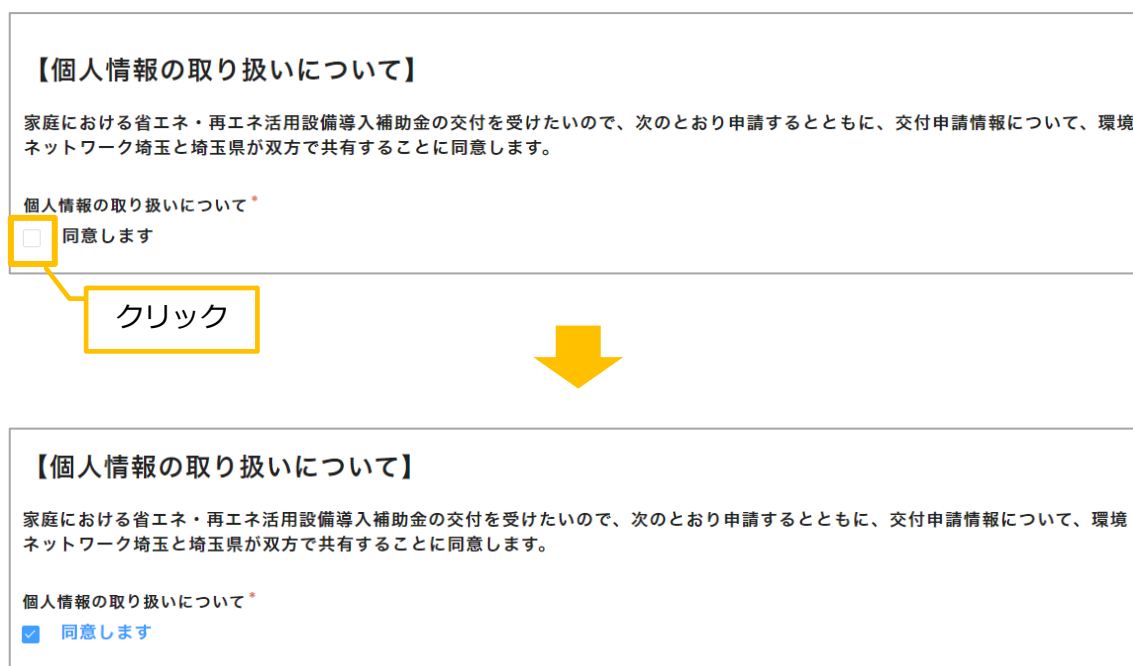 【個人情報の取り扱いについて】
家庭における省エネ・再エネ活用設備導入補助金の交付を受けたいので、次のとおり申請するとともに、交付申請情報について、環境
ネットワーク埼玉と埼玉県が双方で共有することに同意します。
個人情報の取り扱いについて*
同意します
クリック
【個人情報の取り扱いについて】
家庭における省エネ・再エネ活用設備導入補助金の交付を受けたいので、次のとおり申請するとともに、交付申請情報について、環境
ネットワーク埼玉と埼玉県が双方で共有することに同意します。
個人情報の取り扱いについて*
同意します